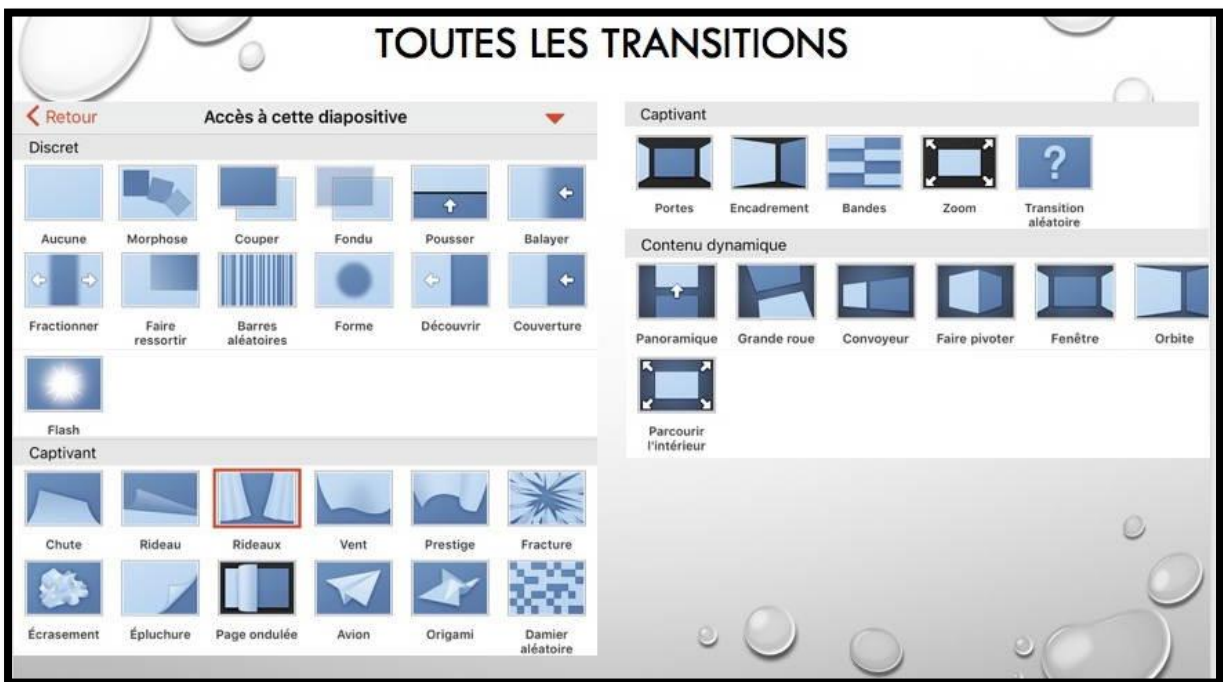 TOUTES LES TRANSITIONS
Retour Accès à cette diapositive
Discret
Aucune Morphose Couper Fondu Pousser Balayer
Fractionner Faire ressortir Barres aléatoires Forme Découvrir Couverture
Flash
Captivant
Chute Rideau Rideaux Vent Prestige Fracture
Écrasement Épluchure Page ondulée Avion Origami Damier aléatoire
Captivant
?
Portes Encadrement Bandes Zoom Transition aléatoire
Contenu dynamique
Panoramique Grande roue Convoyeur Faire pivoter Fenêtre Orbite
Parcourir
l'intérieur